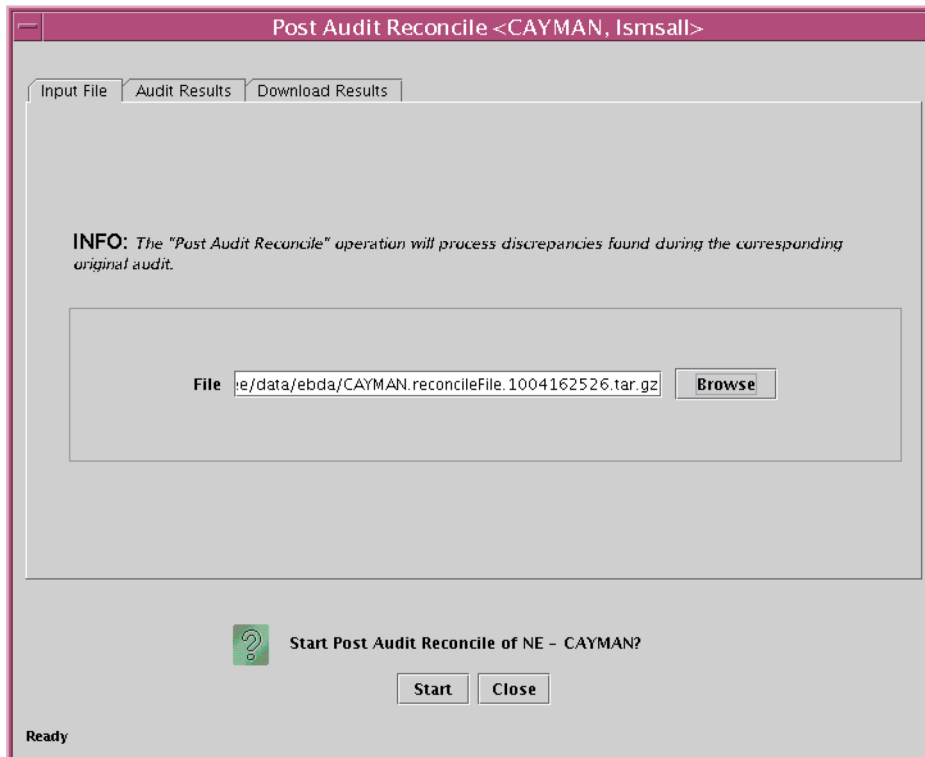 Post Audit Reconcile <CAYMAN, lsmsall>
Input File Audit Results Download Results
INFO: The "Post Audit Reconcile" operation will process discrepancies found during the corresponding
original audit.
File :e/data/ebda/CAYMAN.reconcileFile.1004162526.tar.gz Browse
Start Post Audit Reconcile of NE - CAYMAN?
Start Close
Ready